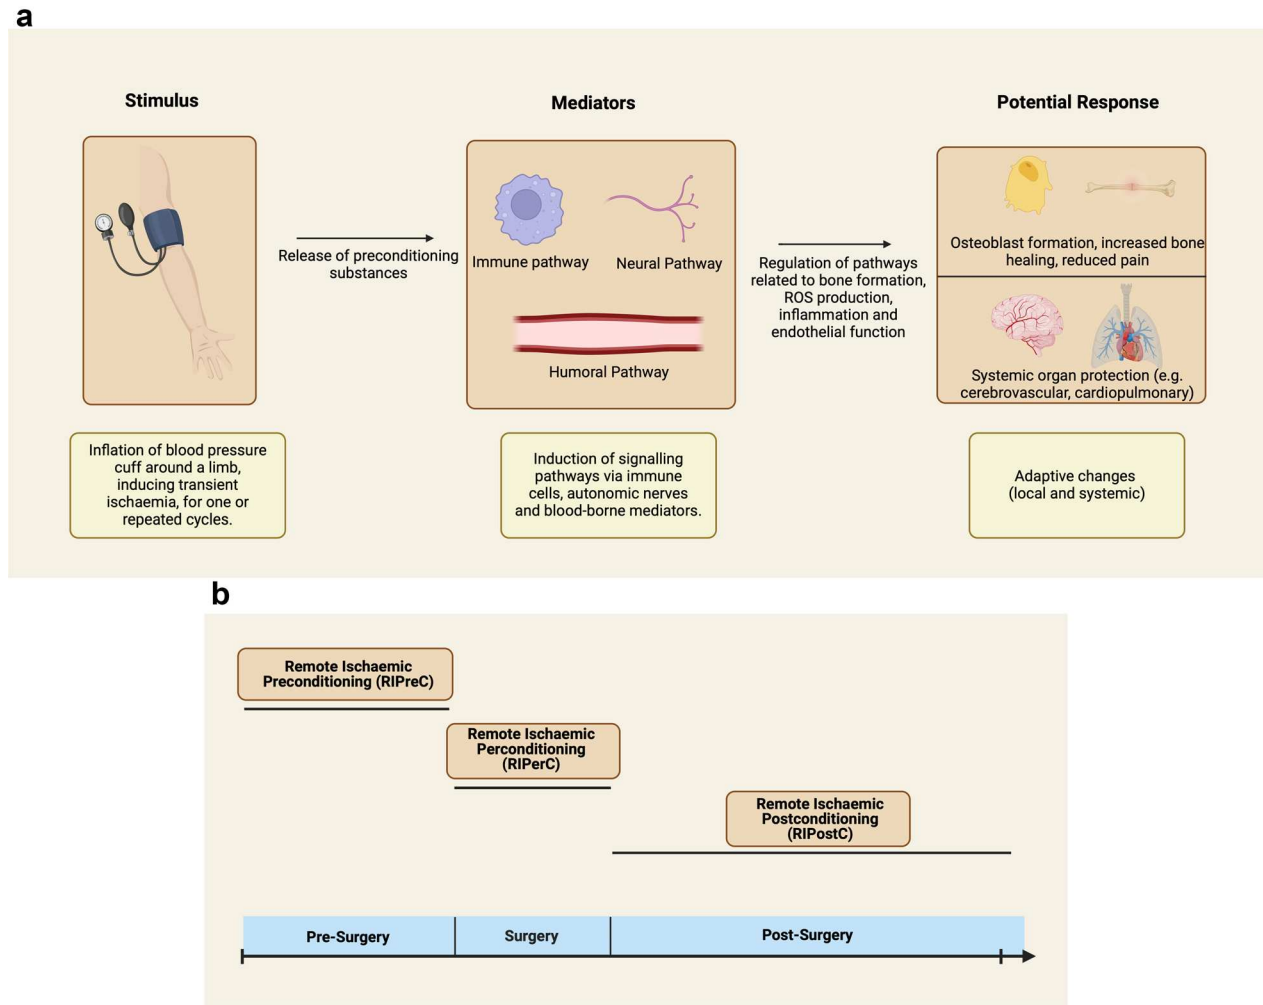 a
Stimulus
Mediators
Potential Response
Release of preconditioning
substances
Immune pathway
Neural Pathway
Humoral Pathway
Regulation of pathways
related to bone formation,
ROS production,
inflammation and
endothelial function
Osteoblast formation, increased bone
healing, reduced pain
Systemic organ protection (e.g.
cerebrovascular, cardiopulmonary)
Inflation of blood pressure
cuff around a limb,
inducing transient
ischaemia, for one or
repeated cycles.
Induction of signalling
pathways via immune
cells, autonomic nerves
and blood-borne mediators.
Adaptive changes
(local and systemic)
b
Remote Ischaemic
Preconditioning (RIPreC)
Remote Ischaemic
Perconditioning
(RIPerC)
Remote Ischaemic
Postconditioning
(RIPostC)
Pre-Surgery
Surgery
Post-Surgery